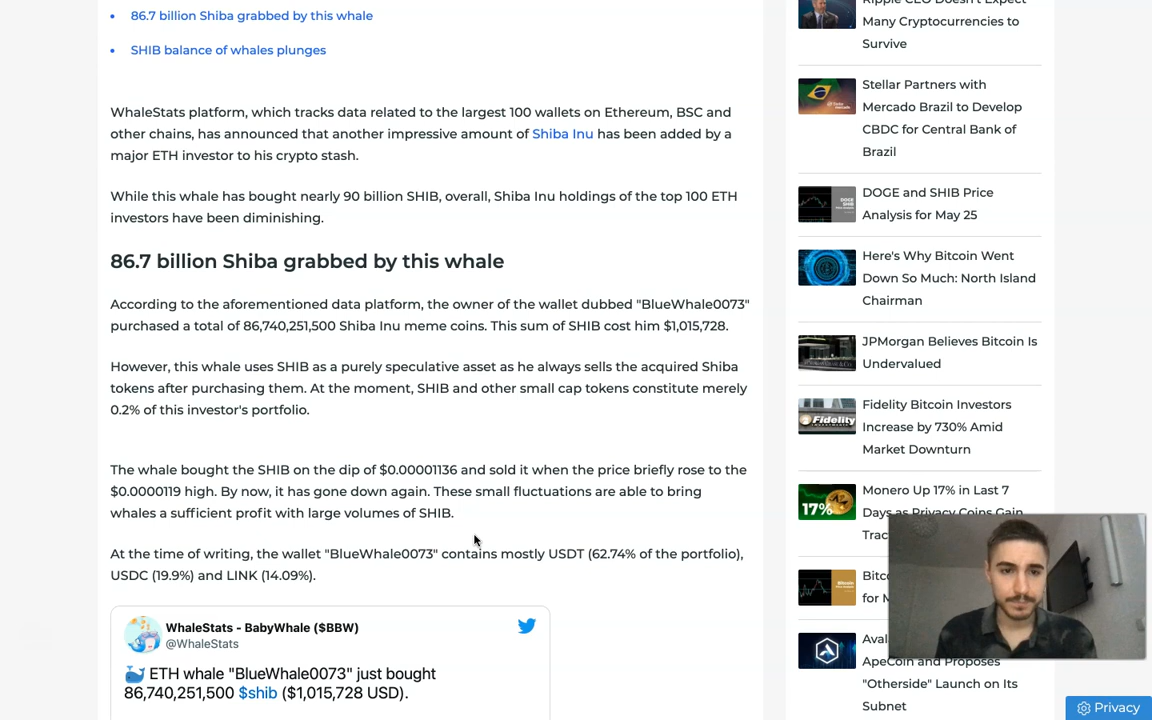 86.7 billion Shiba grabbed by this whale
SHIB balance of whales plunges
WhaleStats platform, which tracks data related to the largest 100 wallets on Ethereum, BSC and
other chains, has announced that another impressive amount of Shiba Inu has been added by a
major ETH investor to his crypto stash.
While this whale has bought nearly 90 billion SHIB, overall, Shiba Inu holdings of the top 100 ETH
investors have been diminishing.
86.7 billion Shiba grabbed by this whale
According to the aforementioned data platform, the owner of the wallet dubbed "BlueWhale0073"
purchased a total of 86,740,251,500 Shiba Inu meme coins. This sum of SHIB cost him $1,015,728.
However, this whale uses SHIB as a purely speculative asset as he always sells the acquired Shiba
tokens after purchasing them. At the moment, SHIB and other small cap tokens constitute merely
0.2% of this investor's portfolio.
The whale bought the SHIB on the dip of $0.00001136 and sold it when the price briefly rose to the
$0.0000119 high. By now, it has gone down again. These small fluctuations are able to bring
whales a sufficient profit with large volumes of SHIB.
At the time of writing, the wallet "BlueWhale0073" contains mostly USDT (62.74% of the portfolio),
USDC (19.9%) and LINK (14.09%).
WhaleStats - BabyWhale ($BBW)
@WhaleStats
ETH whale "BlueWhale0073" just bought
86,740,251,500 $shib ($1,015,728 USD).
Ripple CEO Doesn't Expect
Many Cryptocurrencies to
Survive
Stellar Partners with
Mercado Brazil to Develop
CBDC for Central Bank of
Brazil
DOGE and SHIB Price
Analysis for May 25
Here's Why Bitcoin Went
Down So Much: North Island
Chairman
JPMorgan Believes Bitcoin Is
Undervalued
Fidelity
Fidelity Bitcoin Investors
Increase by 730% Amid
Market Downturn
17%
Monero Up 17% in Last 7
Days as Privacy Coins Gain
Trac
Bitc
for M
Aval
ApeCoin and Proposes
"Otherside" Launch on Its
Subnet
Privacy